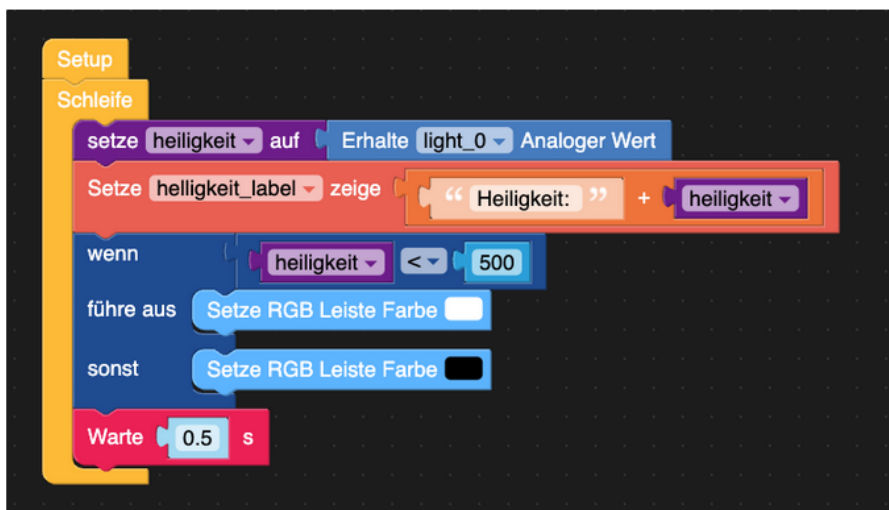 Setup
Schleife
setze heiligkeit auf Erhalte light_0 Analoger Wert
Setze helligkeit_label zeige “ Heiligkeit: ” + heiligkeit
wenn heiligkeit < 500
führe aus Setze RGB Leiste Farbe
sonst Setze RGB Leiste Farbe
Warte 0.5 s